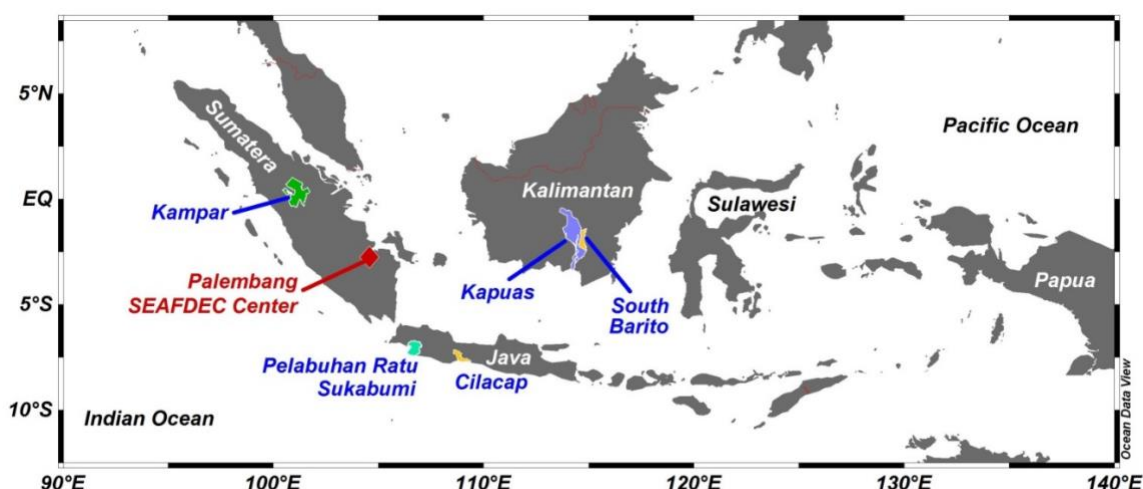 5°N
EQ
5°S
10°S
90°E
100°E
110°E
120°E
130°E
140°E
Sumatera
Kampar
Palembang
SEAFDEC Center
Kalimantan
Kapuas
South
Barito
Sulawesi
Pacific Ocean
Papua
Java
Pelabuhan Ratu
Sukabumi
Cilacap
Indian Ocean
Ocean Data View